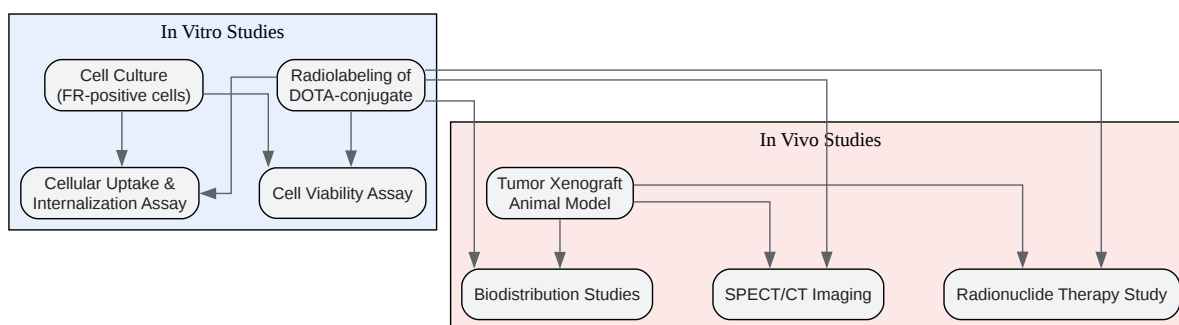 In Vitro Studies
Cell Culture
(FR-positive cells)
Radiolabeling of
DOTA-conjugate
Cellular Uptake &
Internalization Assay
Cell Viability Assay
In Vivo Studies
Tumor Xenograft
Animal Model
Biodistribution Studies
SPECT/CT Imaging
Radionuclide Therapy Study